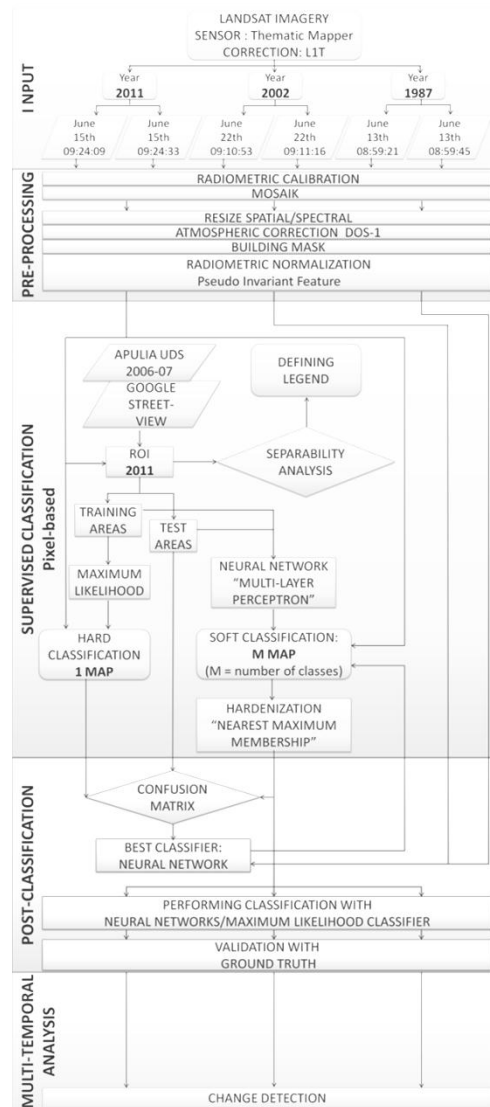 LANDSAT IMAGERY
SENSOR : Thematic Mapper
CORRECTION: L1T
I NPUT
Year
2011
Year
2002
Year
1987
June
15th
09:24:09
June
15th
09:24:33
June
22th
09:10:53
June
22th
09:11:16
June
13th
08:59:21
June
13th
08:59:45
PRE-PROCESSING
RADIOMETRIC CALIBRATION
MOSAIK
RESIZE SPATIAL/SPECTRAL
ATMOSPHERIC CORRECTION DOS-1
BUILDING MASK
RADIOMETRIC NORMALIZATION
Pseudo Invariant Feature
SUPERVISED CLASSIFICATION
Pixel-based
APULIA UDS
2006-07
GOOGLE
STREET-
VIEW
DEFINING
LEGEND
ROI
2011
SEPARABILITY
ANALYSIS
TRAINING
AREAS
TEST
AREAS
MAXIMUM
LIKELIHOOD
NEURAL NETWORK
"MULTI-LAYER
PERCEPTRON"
HARD
CLASSIFICATION
1 MAP
SOFT CLASSIFICATION:
M MAP
(M = number of classes)
HARDENIZATION
"NEAREST MAXIMUM
MEMBERSHIP"
POST-CLASSIFICATION
CONFUSION
MATRIX
BEST CLASSIFIER:
NEURAL NETWORK
PERFORMING CLASSIFICATION WITH
NEURAL NETWORKS/MAXIMUM LIKELIHOOD CLASSIFIER
VALIDATION WITH
GROUND TRUTH
MULTI-TEMPORAL
ANALYSIS
CHANGE DETECTION